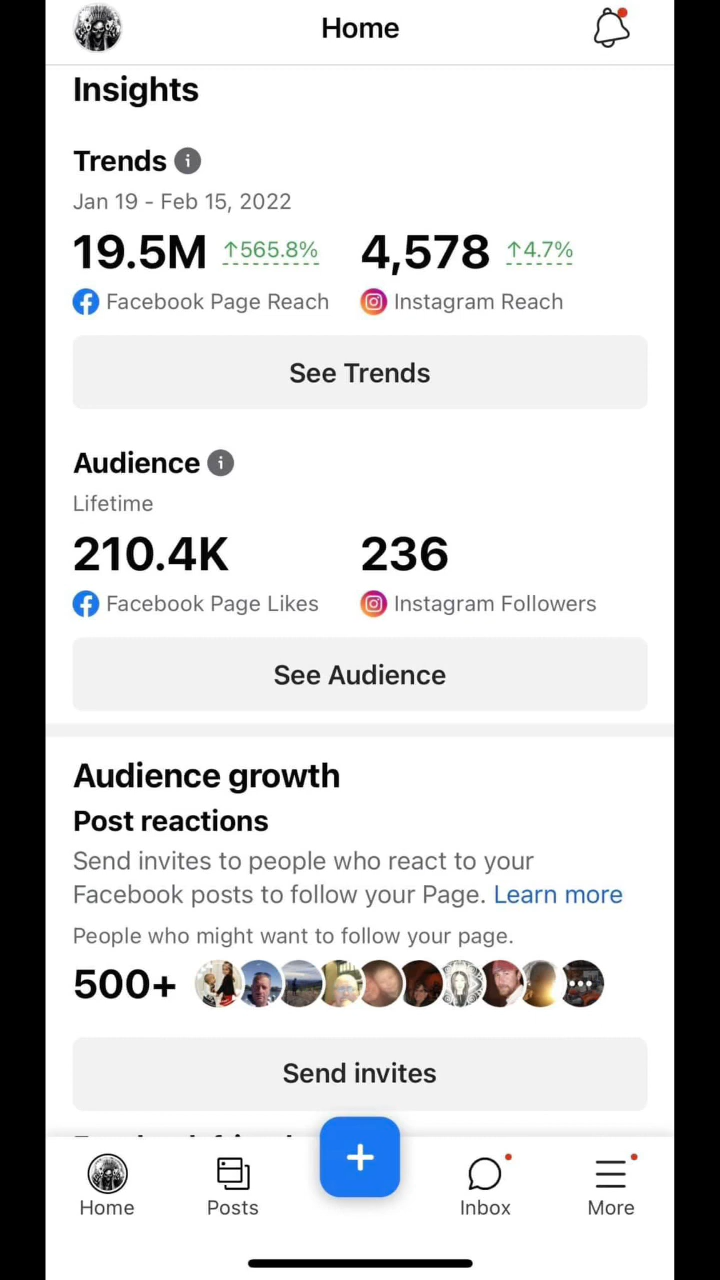 Home
Insights
Trends
Jan 19 - Feb 15, 2022
19.5M ↑565.8% 4,578 ↑4.7%
Facebook Page Reach Instagram Reach
See Trends
Audience
Lifetime
210.4K 236
Facebook Page Likes Instagram Followers
See Audience
Audience growth
Post reactions
Send invites to people who react to your
Facebook posts to follow your Page. Learn more
People who might want to follow your page.
500+
Send invites
+
Home Posts Inbox More